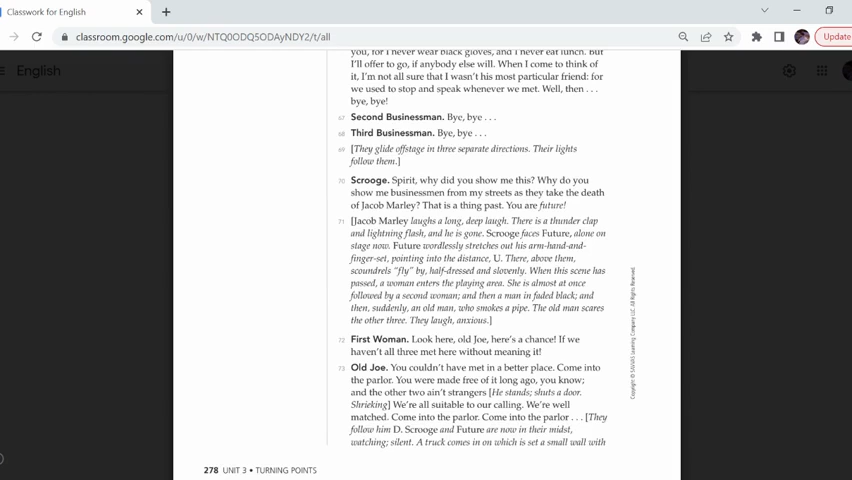 Classwork for English
classroom.google.com/u/0/w/NTQ0ODQ5ODAyNDY2/t/all
Update
English
you, for I never wear black gloves, and I never eat lunch. But
I'll offer to go, if anybody else will. When I come to think of
it, I'm not all sure that I wasn't his most particular friend: for
we used to stop and speak whenever we met. Well, then . . .
bye, bye!
67 Second Businessman. Bye, bye . . .
68 Third Businessman. Bye, bye . . .
69 [They glide offstage in three separate directions. Their lights
follow them.]
70 Scrooge. Spirit, why did you show me this? Why do you
show me businessmen from my streets as they take the death
of Jacob Marley? That is a thing past. You are future!
71 [Jacob Marley laughs a long, deep laugh. There is a thunder clap
and lightning flash, and he is gone. Scrooge faces Future, alone on
stage now. Future wordlessly stretches out his arm-hand-and-
finger-set, pointing into the distance, U. There, above them,
scoundrels "fly" by, half-dressed and slovenly. When this scene has
passed, a woman enters the playing area. She is almost at once
followed by a second woman; and then a man in faded black; and
then, suddenly, an old man, who smokes a pipe. The old man scares
the other three. They laugh, anxious.]
72 First Woman. Look here, old Joe, here's a chance! If we
haven't all three met here without meaning it!
73 Old Joe. You couldn't have met in a better place. Come into
the parlor. You were made free of it long ago, you know;
and the other two ain't strangers [He stands; shuts a door.
Shrieking] We're all suitable to our calling. We're well
matched. Come into the parlor. Come into the parlor . . . [They
follow him D. Scrooge and Future are now in their midst,
watching; silent. A truck comes in on which is set a small wall with
Copyright © SAVVAS Learning Company LLC. All Rights Reserved.
278 UNIT 3 • TURNING POINTS